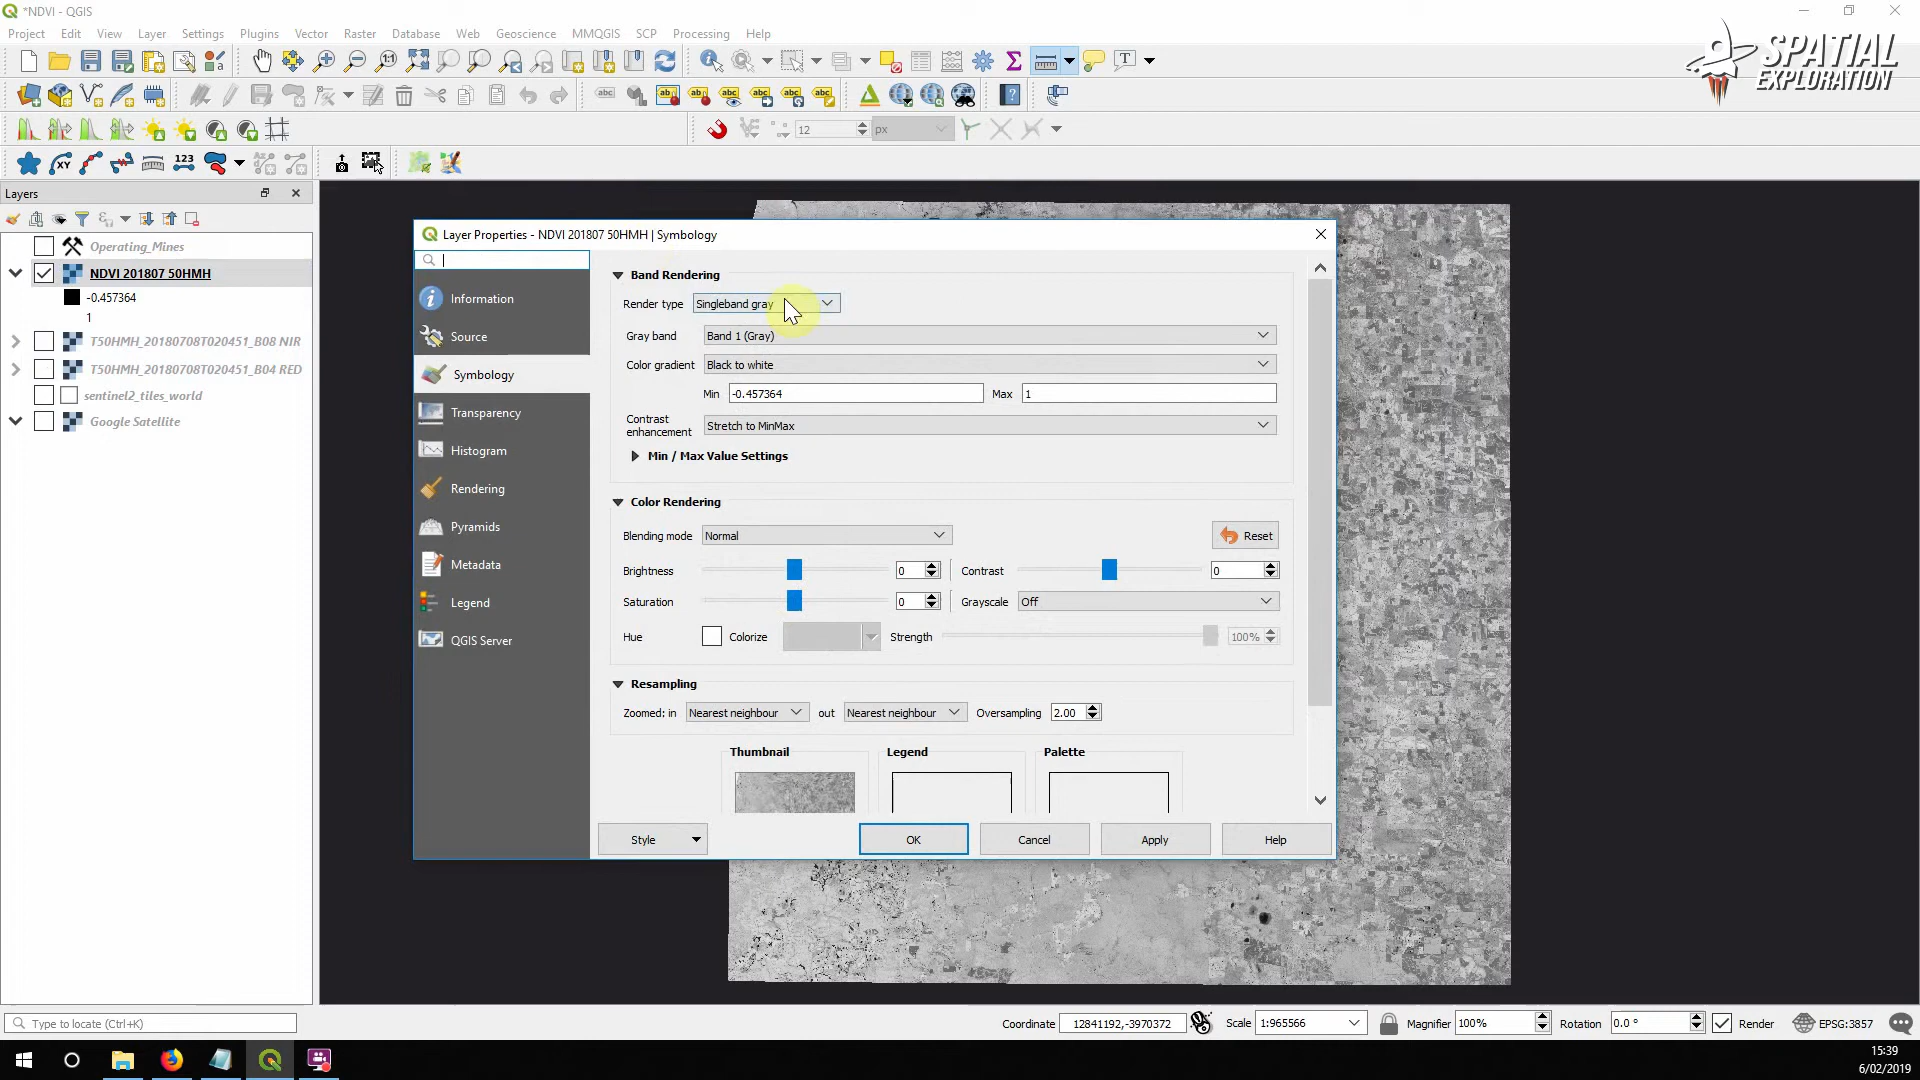 *NDVI - QGIS
Project Edit View Layer Settings Plugins Vector Raster Database Web Geoscience MMQGIS SCP Processing Help
SPATIAL
EXPLORATION
12 px
Layers
Operating_Mines
NDVI 201807 50HMH
-0.457364
1
T50HMH_20180708T020451_B08 NIR
T50HMH_20180708T020451_B04 RED
sentinel2_tiles_world
Google Satellite
Layer Properties - NDVI 201807 50HMH | Symbology
Information
Source
Symbology
Transparency
Histogram
Rendering
Pyramids
Metadata
Legend
QGIS Server
Band Rendering
Render type Singleband gray
Gray band Band 1 (Gray)
Color gradient Black to white
Min -0.457364 Max 1
Contrast
enhancement Stretch to MinMax
Min / Max Value Settings
Color Rendering
Blending mode Normal Reset
Brightness 0 Contrast 0
Saturation 0 Grayscale Off
Hue Colorize Strength 100%
Resampling
Zoomed: in Nearest neighbour out Nearest neighbour Oversampling 2.00
Thumbnail Legend Palette
Style OK Cancel Apply Help
Type to locate (Ctrl+K) Coordinate 12841192,-3970372 Scale 1:965566 Magnifier 100% Rotation 0.0 ° Render EPSG:3857
15:39
6/02/2019